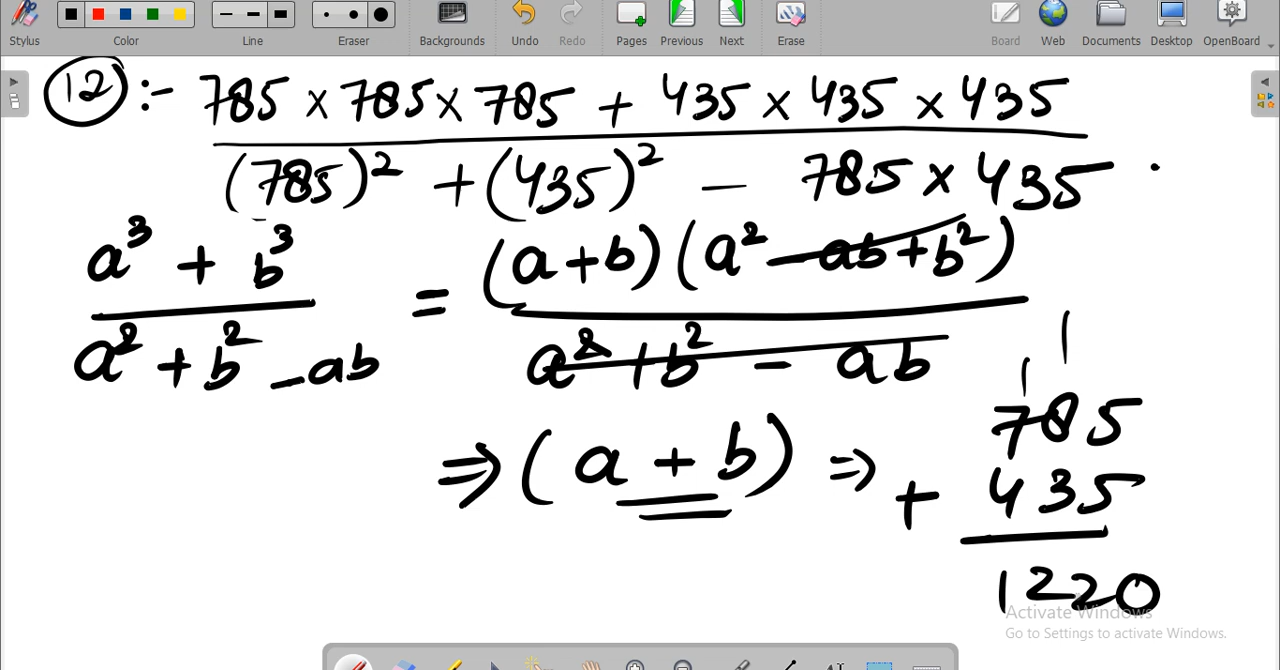 Stylus Color Line Eraser Backgrounds Undo Redo Pages Previous Next Erase Board Web Documents Desktop OpenBoard
12 :- 785 × 785 × 785 + 435 × 435 × 435
(785)² + (435)² - 785 × 435 .
a³ + b³ = (a+b)(a² - ab + b²)
a² + b² - ab a² + b² - ab
⇒ (a + b) ⇒
1 1
785
+ 435
1220
Activate Windows
Go to Settings to activate Windows.